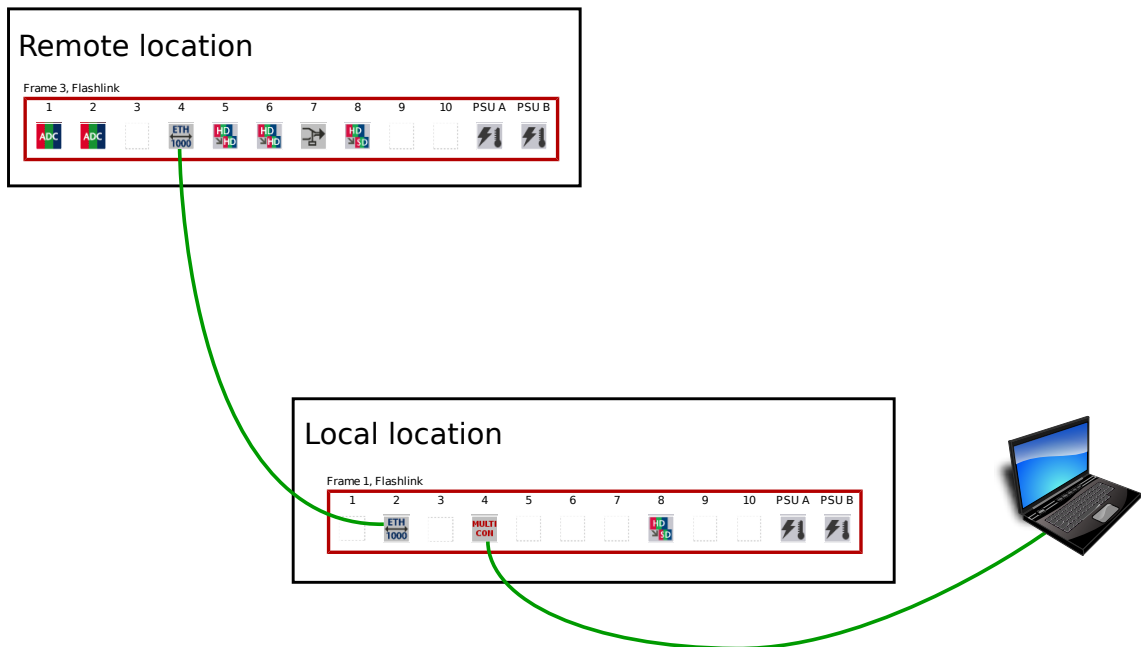 Remote location
Frame 3, Flashlink
1 2 3 4 5 6 7 8 9 10 PSU A PSU B
ADC ADC ETH 1000 HD HD HD HD HD SD
Local location
Frame 1, Flashlink
1 2 3 4 5 6 7 8 9 10 PSU A PSU B
ETH 1000 MULTI CON HD SD